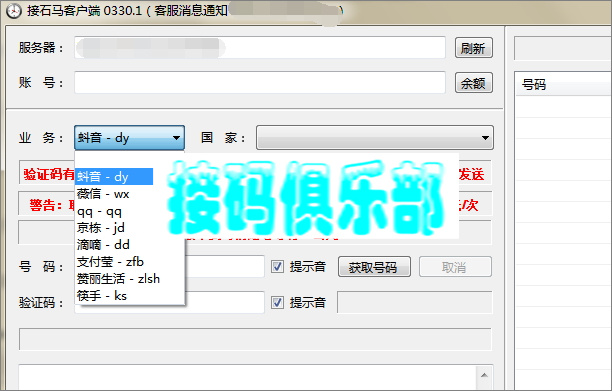 接石马客户端 0330.1 ( 客服消息通知 )
服务器：
刷新
号码
账 号：
余额
业 务：
蚪音 - dy
国 家：
验证码有
发送
蚪音 - dy
薇信 - wx
qq - qq
京栋 - jd
滴嘀 - dd
支付莹 - zfb
赞丽生活 - zlsh
筷手 - ks
接码俱乐部
警告：
/次
号 码：
提示音
获取号码
取消
验证码：
提示音